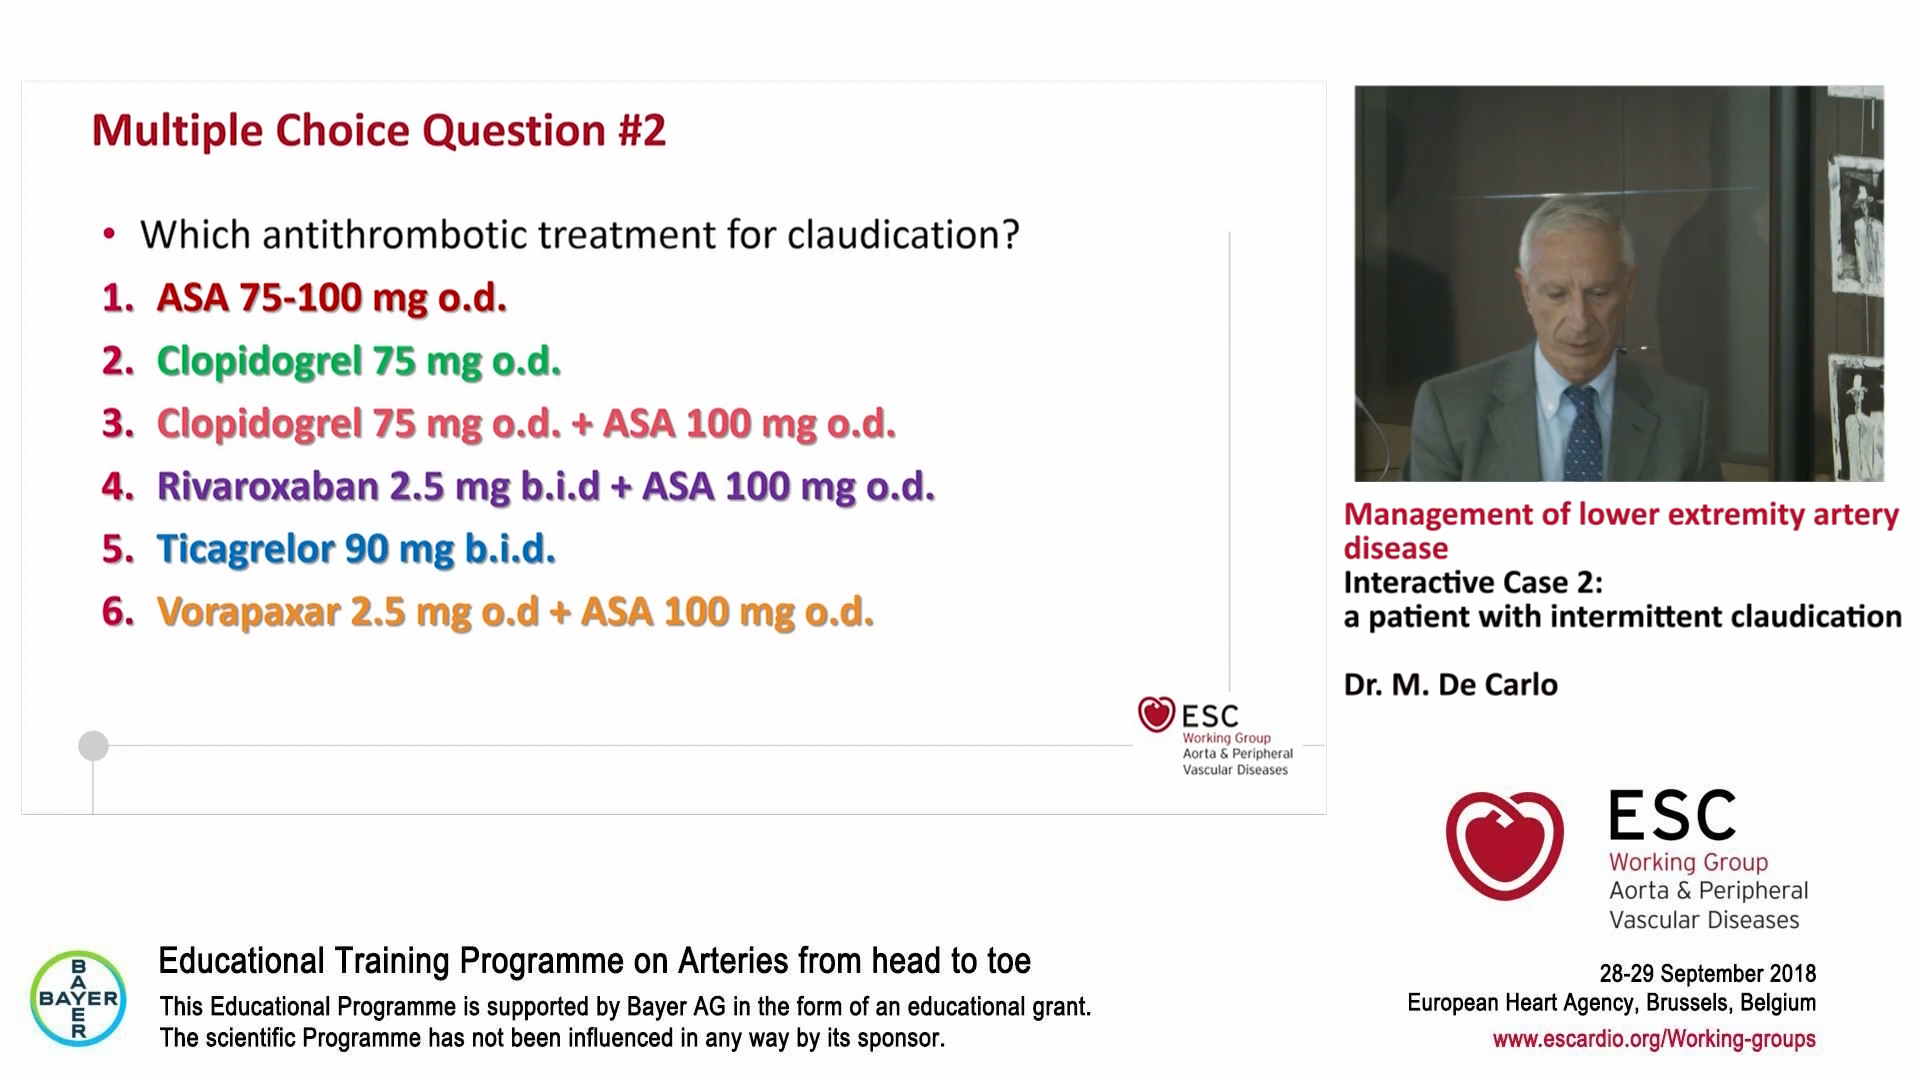 Multiple Choice Question #2
• Which antithrombotic treatment for claudication?
1. ASA 75-100 mg o.d.
2. Clopidogrel 75 mg o.d.
3. Clopidogrel 75 mg o.d. + ASA 100 mg o.d.
4. Rivaroxaban 2.5 mg b.i.d + ASA 100 mg o.d.
5. Ticagrelor 90 mg b.i.d.
6. Vorapaxar 2.5 mg o.d + ASA 100 mg o.d.
ESC
Working Group
Aorta & Peripheral
Vascular Diseases
Management of lower extremity artery
disease
Interactive Case 2:
a patient with intermittent claudication
Dr. M. De Carlo
ESC
Working Group
Aorta & Peripheral
Vascular Diseases
BAYER
BAYER
Educational Training Programme on Arteries from head to toe
This Educational Programme is supported by Bayer AG in the form of an educational grant.
The scientific Programme has not been influenced in any way by its sponsor.
28-29 September 2018
European Heart Agency, Brussels, Belgium
www.escardio.org/Working-groups